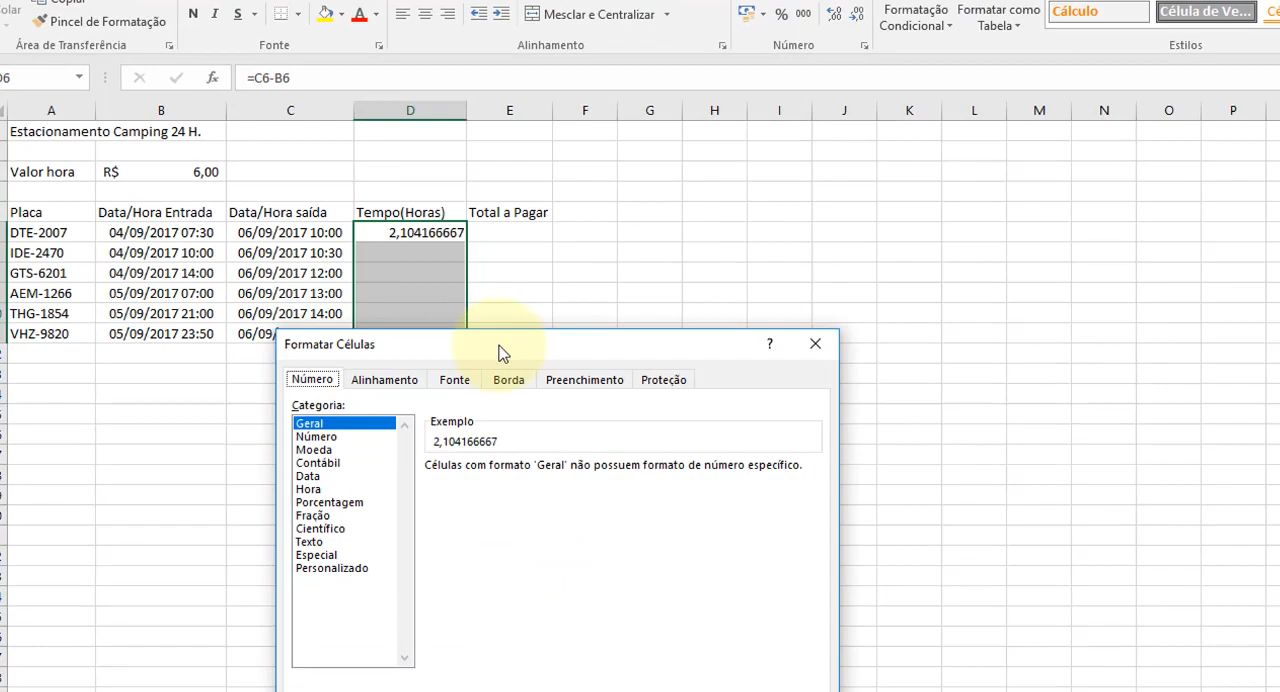 Copiar
Pincel de Formatação
Área de Transferência
N I S
Fonte
Mesclar e Centralizar
Alinhamento
% 000
Número
Formatação
Condicional
Formatar como
Tabela
Cálculo
Célula de Ve...
Estilos
fx =C6-B6
A B C D E F G H I J K L M N O P
Estacionamento Camping 24 H.
Valor hora R$ 6,00
Placa Data/Hora Entrada Data/Hora saída Tempo(Horas) Total a Pagar
DTE-2007 04/09/2017 07:30 06/09/2017 10:00 2,104166667
IDE-2470 04/09/2017 10:00 06/09/2017 10:30
GTS-6201 04/09/2017 14:00 06/09/2017 12:00
AEM-1266 05/09/2017 07:00 06/09/2017 13:00
THG-1854 05/09/2017 21:00 06/09/2017 14:00
VHZ-9820 05/09/2017 23:50 06/09/
Formatar Células ?
Número Alinhamento Fonte Borda Preenchimento Proteção
Categoria:
Geral
Número
Moeda
Contábil
Data
Hora
Porcentagem
Fração
Científico
Texto
Especial
Personalizado
Exemplo
2,104166667
Células com formato 'Geral' não possuem formato de número específico.